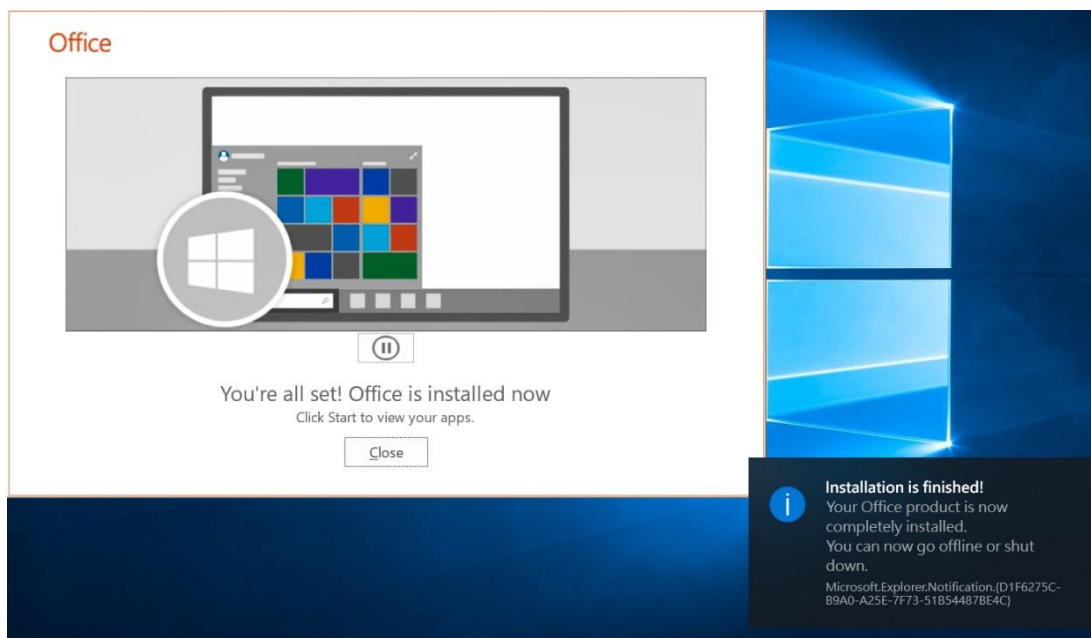 Office
You're all set! Office is installed now
Click Start to view your apps.
Close
Installation is finished!
Your Office product is now
completely installed.
You can now go offline or shut
down.
Microsoft.Explorer.Notification.{D1F6275C-
B9A0-A25E-7F73-51B54487BE4C}